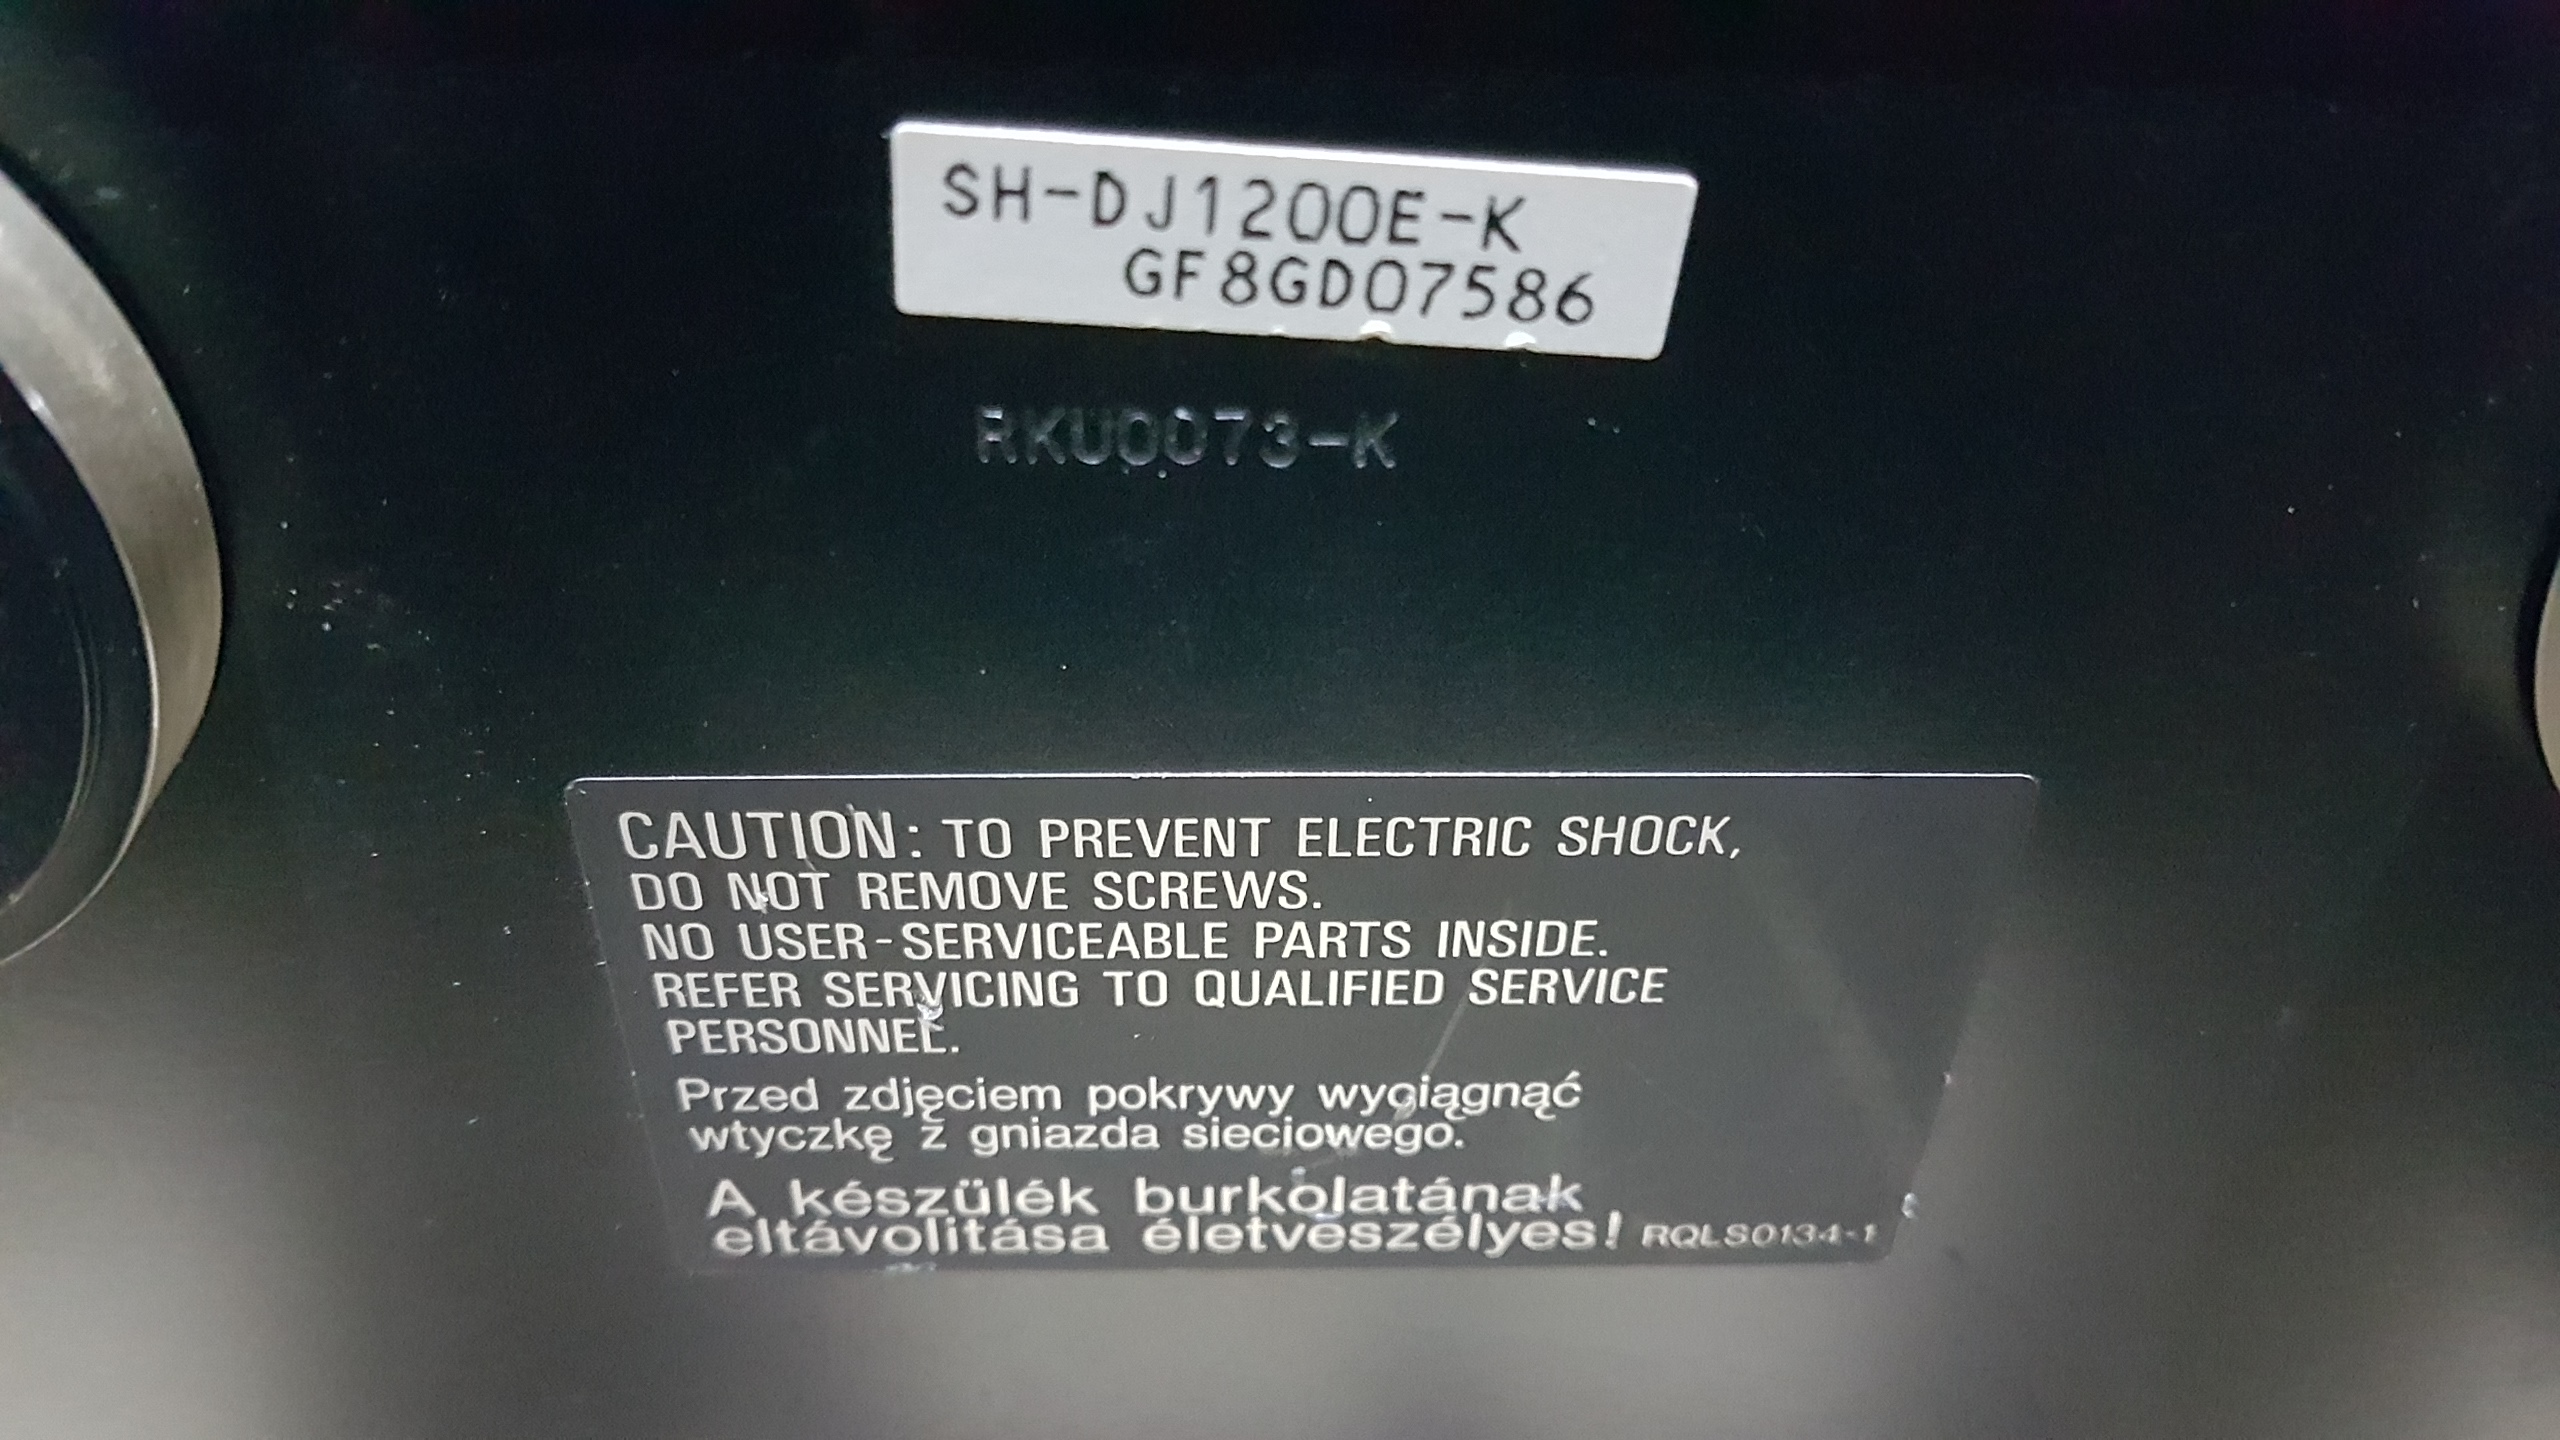 SH-DJ1200E-K
GF8GD07586
RKU0073-K
CAUTION: TO PREVENT ELECTRIC SHOCK,
DO NOT REMOVE SCREWS.
NO USER-SERVICEABLE PARTS INSIDE.
REFER SERVICING TO QUALIFIED SERVICE
PERSONNEL.
Przed zdjęciem pokrywy wyciągnąć
wtyczkę z gniazda sieciowego.
A készülék burkolatának
eltávolitása életveszélyes! RQLS0134-1